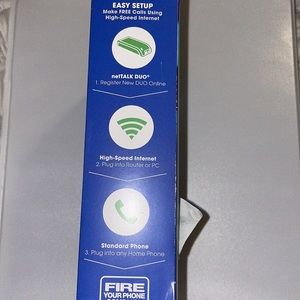 EASY SETUP
Make FREE Calls Using
High-Speed Internet
netTALK DUO®
1. Register New DUO Online
High-Speed Internet
2. Plug into Router or PC
Standard Phone
3. Plug into any Home Phone
FIRE
YOUR PHONE